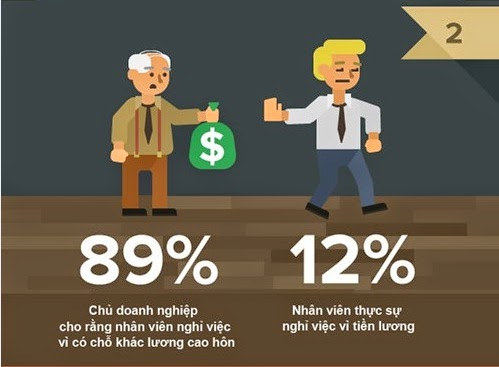 2
$
89%
Chủ doanh nghiệp
cho rằng nhân viên nghỉ việc
vì có chỗ khác lương cao hôn
12%
Nhân viên thực sự
nghỉ việc vì tiền lương